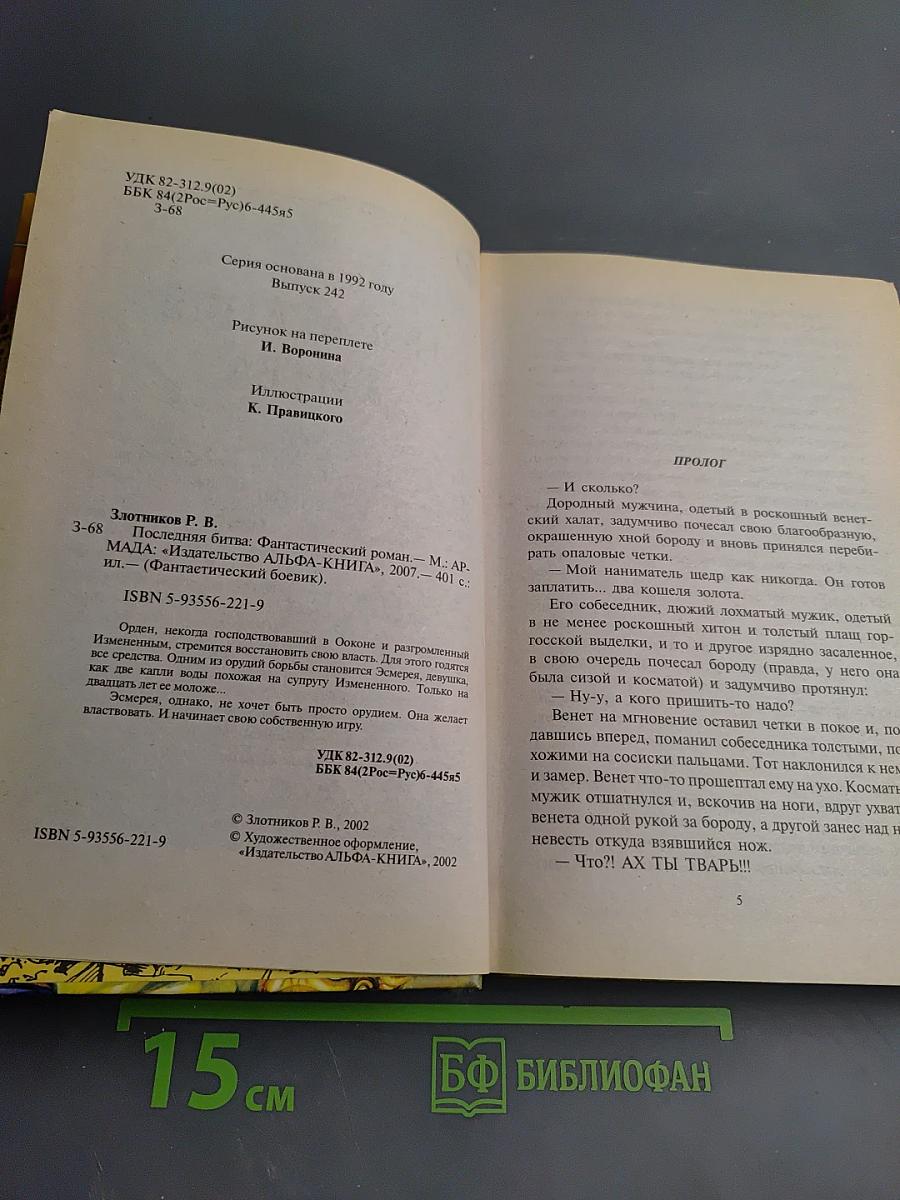 УДК 82-312.9(02)
ББК 84(2Рос=Рус)6-445я5
З-68
Серия основана в 1992 году
Выпуск 242
Рисунок на переплете
И. Воронина
Иллюстрации
К. Правицкого
Злотников Р. В.
З-68 Последняя битва: Фантастический роман.— М.: АР-
МАДА: «Издательство АЛЬФА-КНИГА», 2007.— 401 с.:
ил.— (Фантастический боевик).
ISBN 5-93556-221-9
Орден, некогда господствовавший в Ооконе и разгромленный
Измененным, стремится восстановить свою власть. Для этого годятся
все средства. Одним из орудий борьбы становится Эсмерея, девушка,
как две капли воды похожая на супругу Измененного. Только на
двадцать лет ее моложе...
Эсмерея, однако, не хочет быть просто орудием. Она желает
властвовать. И начинает свою собственную игру.
УДК 82-312.9(02)
ББК 84(2Рос=Рус)6-445я5
© Злотников Р. В., 2002
© Художественное оформление,
«Издательство АЛЬФА-КНИГА», 2002
ISBN 5-93556-221-9
ПРОЛОГ
— И сколько?
Дородный мужчина, одетый в роскошный венет-
ский халат, задумчиво почесал свою благообразную,
окрашенную хной бороду и вновь принялся переби-
рать опаловые четки.
— Мой наниматель щедр как никогда. Он готов
заплатить... два кошеля золота.
Его собеседник, дюжий лохматый мужик, одетый
в не менее роскошный хитон и толстый плащ гор-
госской выделки, и то и другое изрядно засаленное,
в свою очередь почесал бороду (правда, у него она
была сизой и косматой) и задумчиво протянул:
— Ну-у, а кого пришить-то надо?
Венет на мгновение оставил четки в покое и, по
давшись вперед, поманил собеседника толстыми, по
хожими на сосиски пальцами. Тот наклонился к нем
и замер. Венет что-то прошептал ему на ухо. Космать
мужик отшатнулся и, вскочив на ноги, вдруг ухват
венета одной рукой за бороду, а другой занес над н
невесть откуда взявшийся нож.
— Что?! АХ ТЫ ТВАРЬ!!!
5
15 см
БФ БИБЛИОФАН